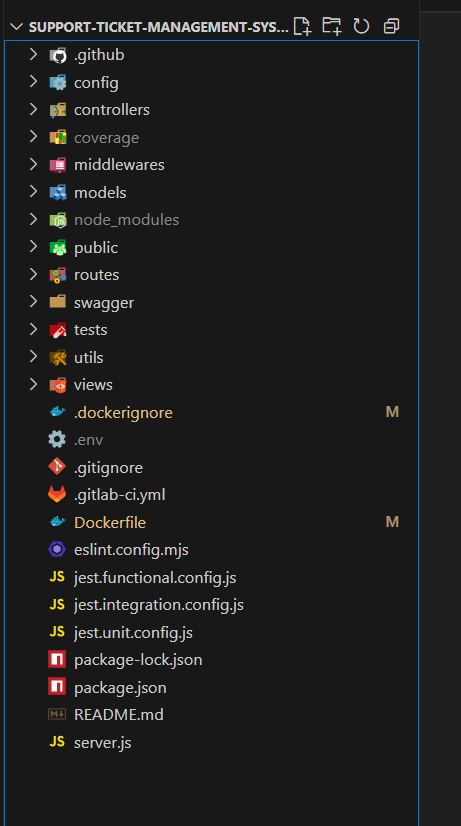 SUPPORT-TICKET-MANAGEMENT-SYS...
.github
config
controllers
coverage
middlewares
models
node_modules
public
routes
swagger
tests
utils
views
.dockerignore M
.env
.gitignore
.gitlab-ci.yml
Dockerfile M
eslint.config.mjs
JS jest.functional.config.js
JS jest.integration.config.js
JS jest.unit.config.js
package-lock.json
package.json
README.md
JS server.js